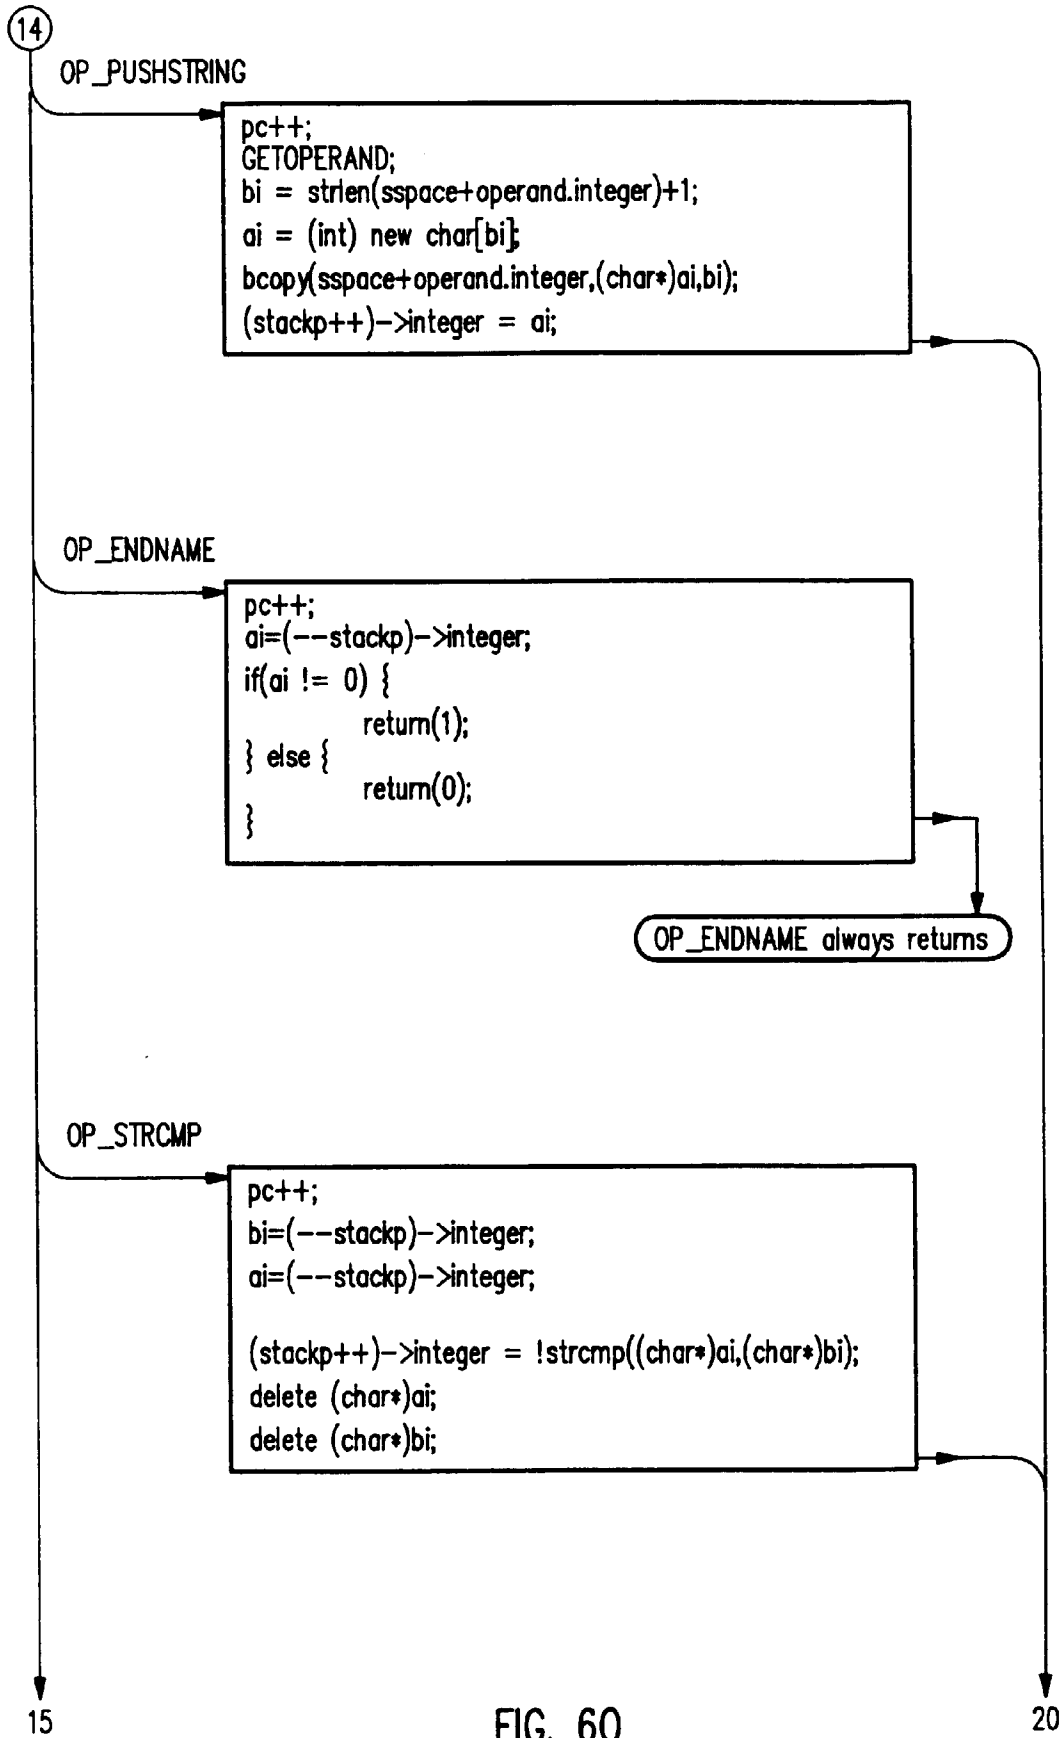 14
OP_PUSHSTRING
pc++;
GETOPERAND;
bi = strlen(sspace+operand.integer)+1;
ai = (int) new char[bi];
bcopy(sspace+operand.integer,(char*)ai,bi);
(stackp++)->integer = ai;
OP_ENDNAME
pc++;
ai=(--stackp)->integer;
if(ai != 0) {
return(1);
} else {
return(0);
}
OP_ENDNAME always returns
OP_STRCMP
pc++;
bi=(--stackp)->integer;
ai=(--stackp)->integer;
(stackp++)->integer = !strcmp((char*)ai,(char*)bi);
delete (char*)ai;
delete (char*)bi;
15
20
FIG. 60